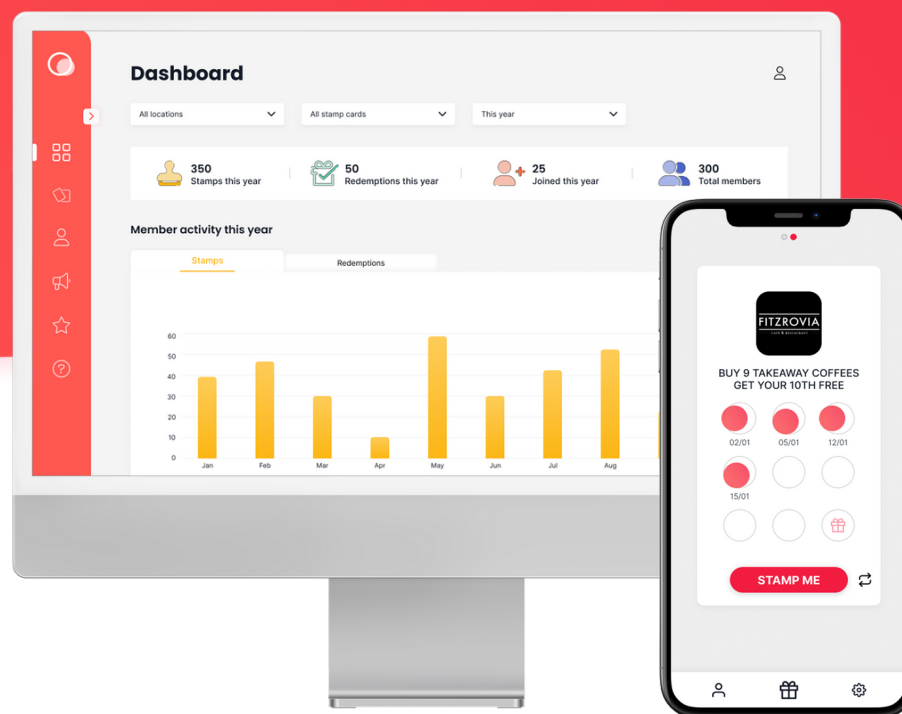 Dashboard
All locations
All stamp cards
This year
350
Stamps this year
50
Redemptions this year
25
Joined this year
300
Total members
Member activity this year
Stamps
Redemptions
60
50
40
30
20
10
0
Jan
Feb
Mar
Apr
May
Jun
Jul
Aug
FITZROVIA
BUY 9 TAKEAWAY COFFEES
GET YOUR 10TH FREE
02/01
05/01
12/01
15/01
STAMP ME